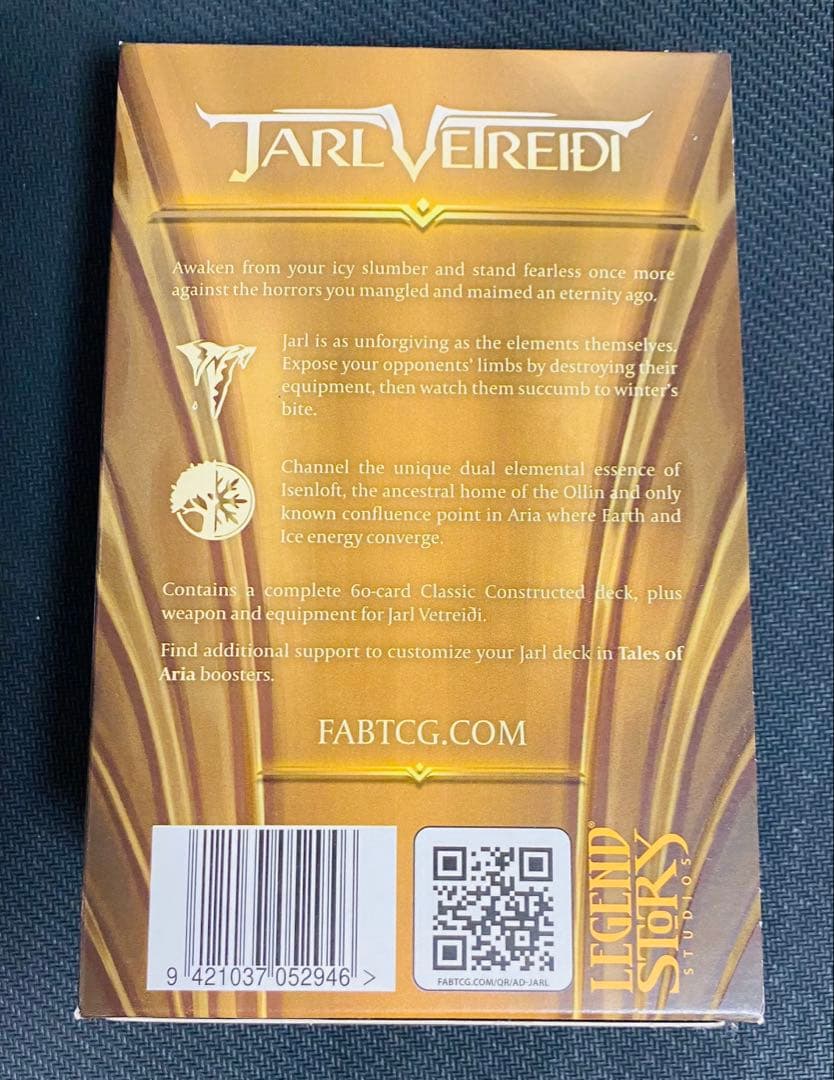 JARL VETREIÐI
Awaken from your icy slumber and stand fearless once more
against the horrors you mangled and maimed an eternity ago.
Jarl is as unforgiving as the elements themselves.
Expose your opponents' limbs by destroying their
equipment, then watch them succumb to winter's
bite.
Channel the unique dual elemental essence of
Isenloft, the ancestral home of the Ollin and only
known confluence point in Aria where Earth and
Ice energy converge.
Contains a complete 60-card Classic Constructed deck, plus
weapon and equipment for Jarl Vetreiði.
Find additional support to customize your Jarl deck in Tales of
Aria boosters.
FABTCG.COM
9 421037 052946 >
FABTCG.COM/QR/AD-JARL
LEGEND®
STORY
STUDIOS